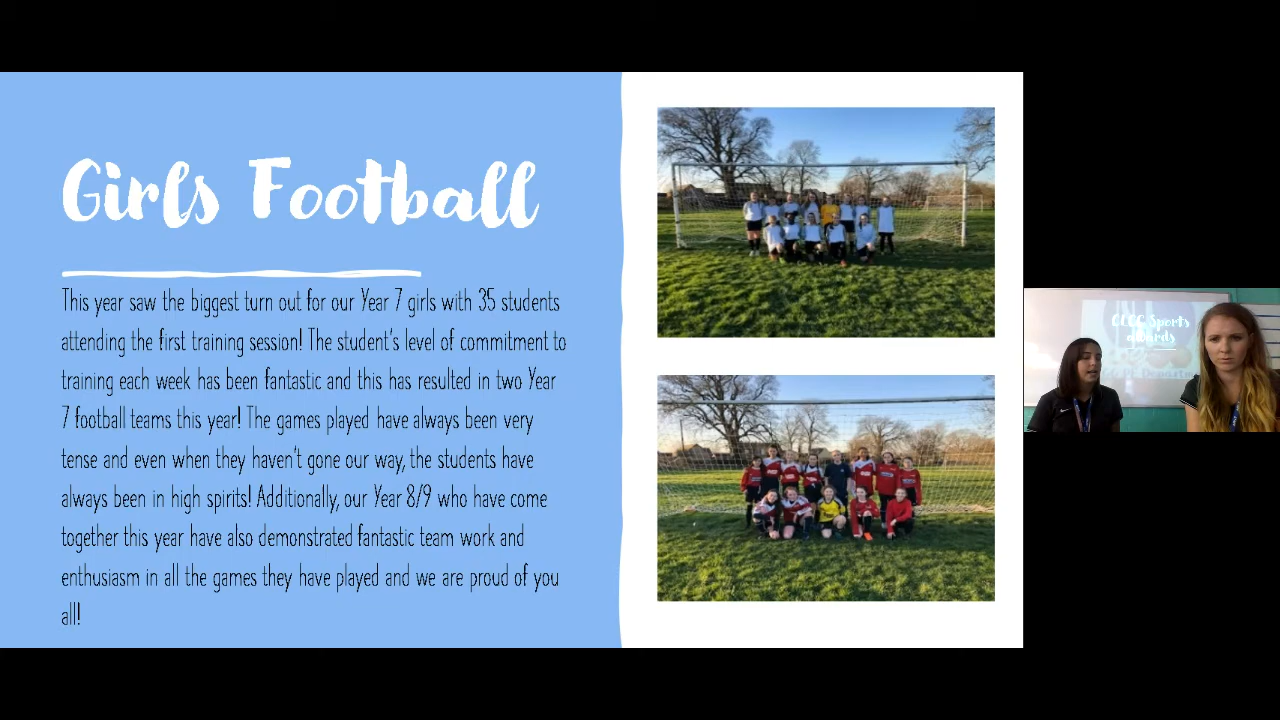 Girls Football
This year saw the biggest turn out for our Year 7 girls with 35 students
attending the first training session! The student's level of commitment to
training each week has been fantastic and this has resulted in two Year
7 football teams this year! The games played have always been very
tense and even when they haven't gone our way, the students have
always been in high spirits! Additionally, our Year 8/9 who have come
together this year have also demonstrated fantastic team work and
enthusiasm in all the games they have played and we are proud of you
all!
Sports
awards